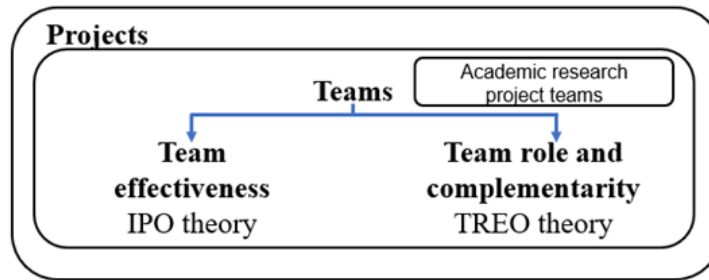 Projects
Academic research
project teams
Teams
Team
effectiveness
IPO theory
Team role and
complementarity
TREO theory